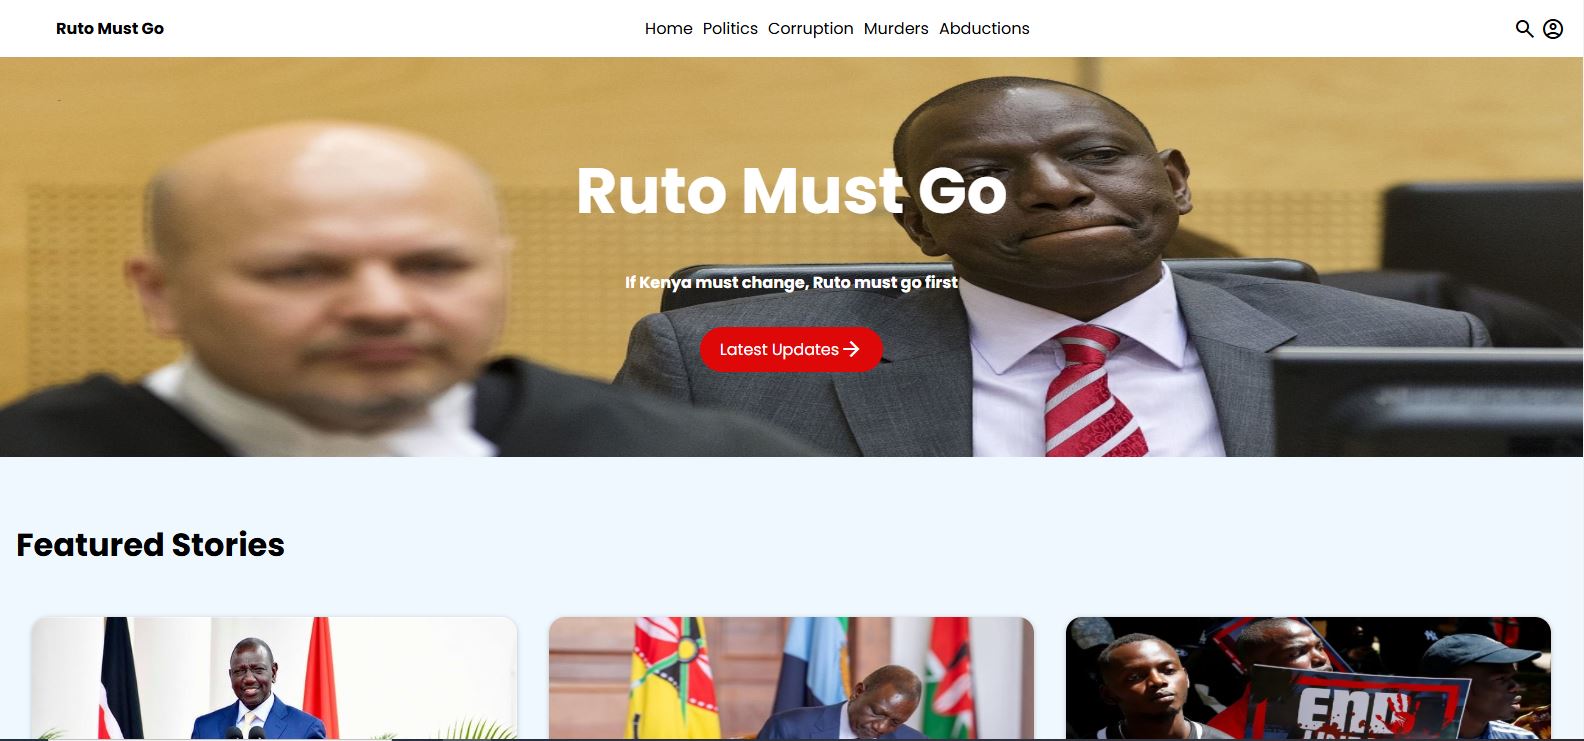 Ruto Must Go
Home Politics Corruption Murders Abductions
Ruto Must Go
If Kenya must change, Ruto must go first
Latest Updates
Featured Stories
END